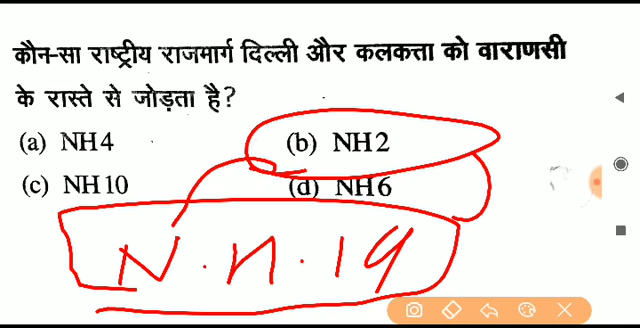 कौन-सा राष्ट्रीय राजमार्ग दिल्ली और कलकत्ता को वाराणसी
के रास्ते से जोड़ता है?
(a) NH4 (b) NH2
(c) NH10 (d) NH6
N.H.19